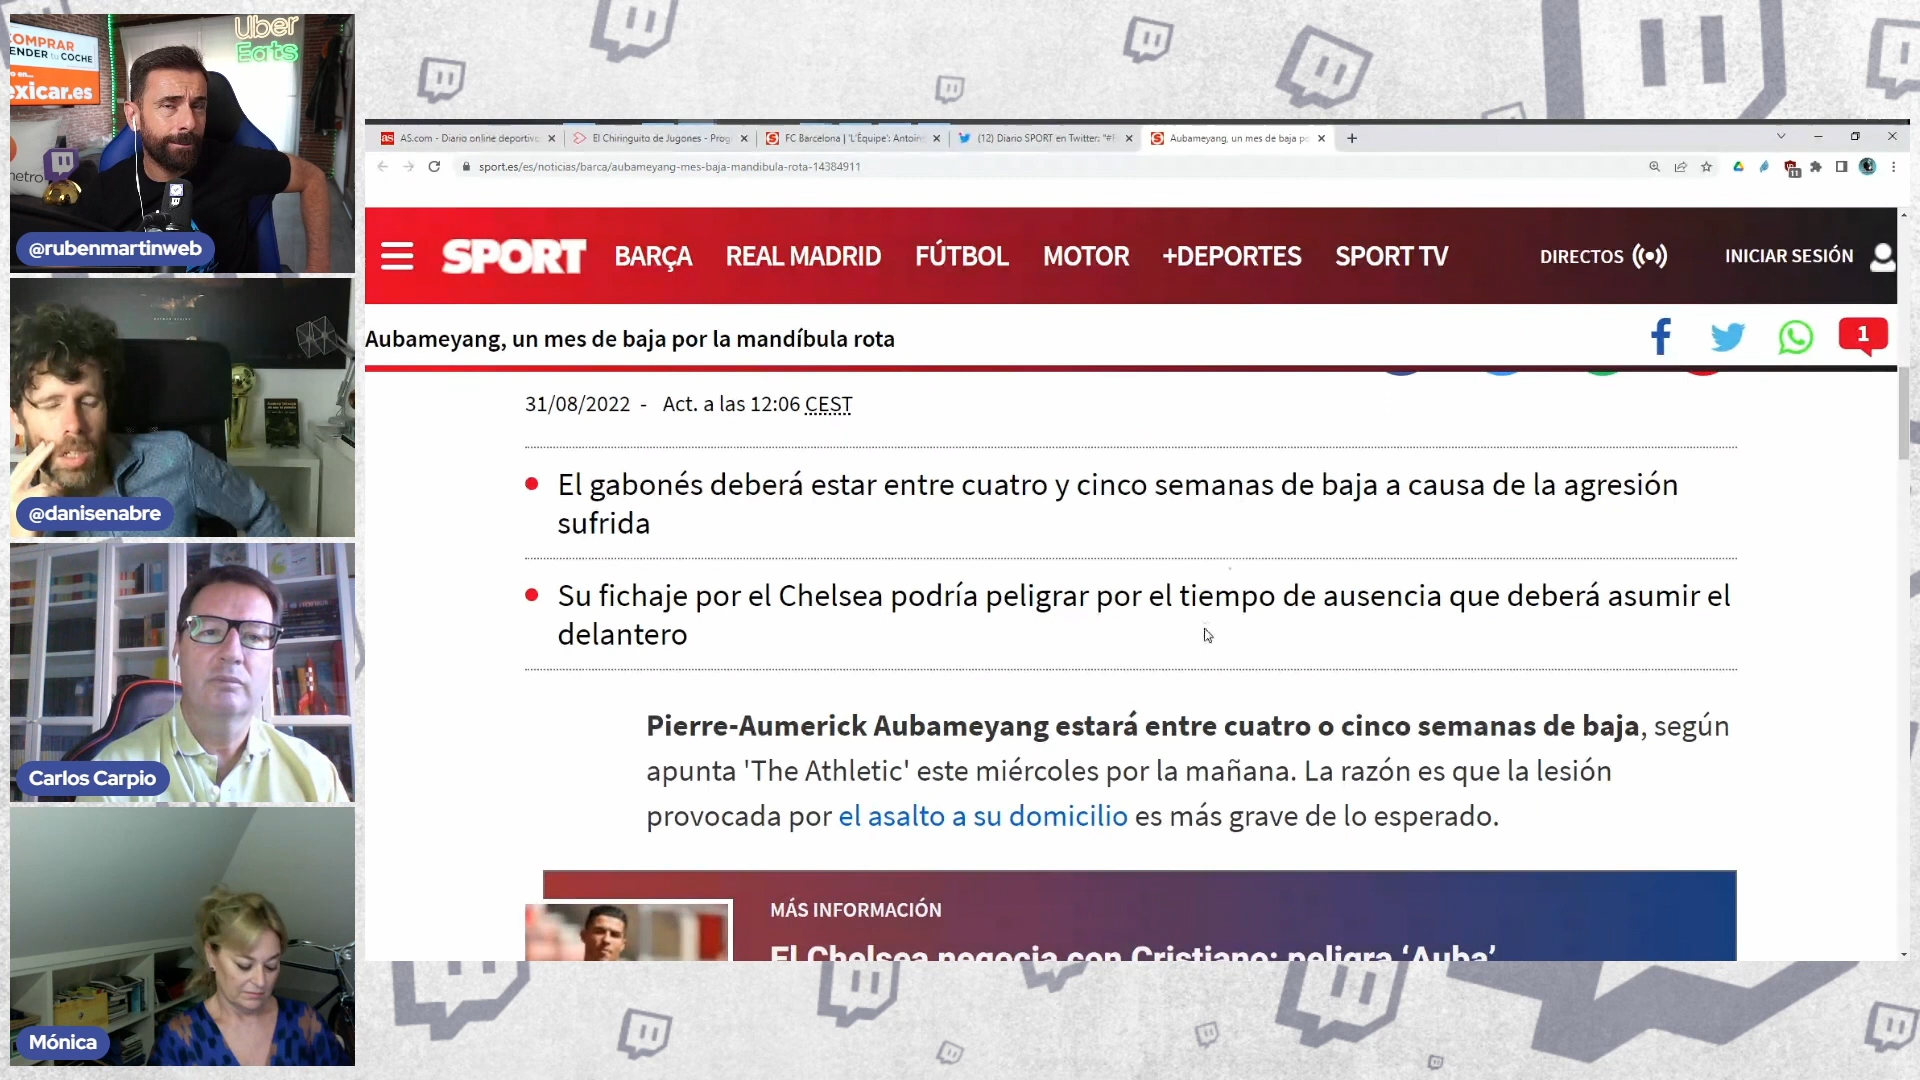 COMPRAR
ENDER tu COCHE
exicar.es
Uber
Eats
@rubenmartinweb
@danisenabre
Carlos Carpio
Mónica
AS.com - Diario online deportivo
El Chiringuito de Jugones - Prog
FC Barcelona | 'L'Équipe': Antoin
(12) Diario SPORT en Twitter: "#F
Aubameyang, un mes de baja po
sport.es/es/noticias/barca/aubameyang-mes-baja-mandibula-rota-14384911
11
SPORT BARÇA REAL MADRID FÚTBOL MOTOR +DEPORTES SPORT TV DIRECTOS INICIAR SESIÓN
Aubameyang, un mes de baja por la mandíbula rota
1
31/08/2022 - Act. a las 12:06 CEST
El gabonés deberá estar entre cuatro y cinco semanas de baja a causa de la agresión
sufrida
Su fichaje por el Chelsea podría peligrar por el tiempo de ausencia que deberá asumir el
delantero
Pierre-Aumerick Aubameyang estará entre cuatro o cinco semanas de baja, según
apunta 'The Athletic' este miércoles por la mañana. La razón es que la lesión
provocada por el asalto a su domicilio es más grave de lo esperado.
MÁS INFORMACIÓN
El Chelsea negocia con Cristiano: peligra ‘Auba’